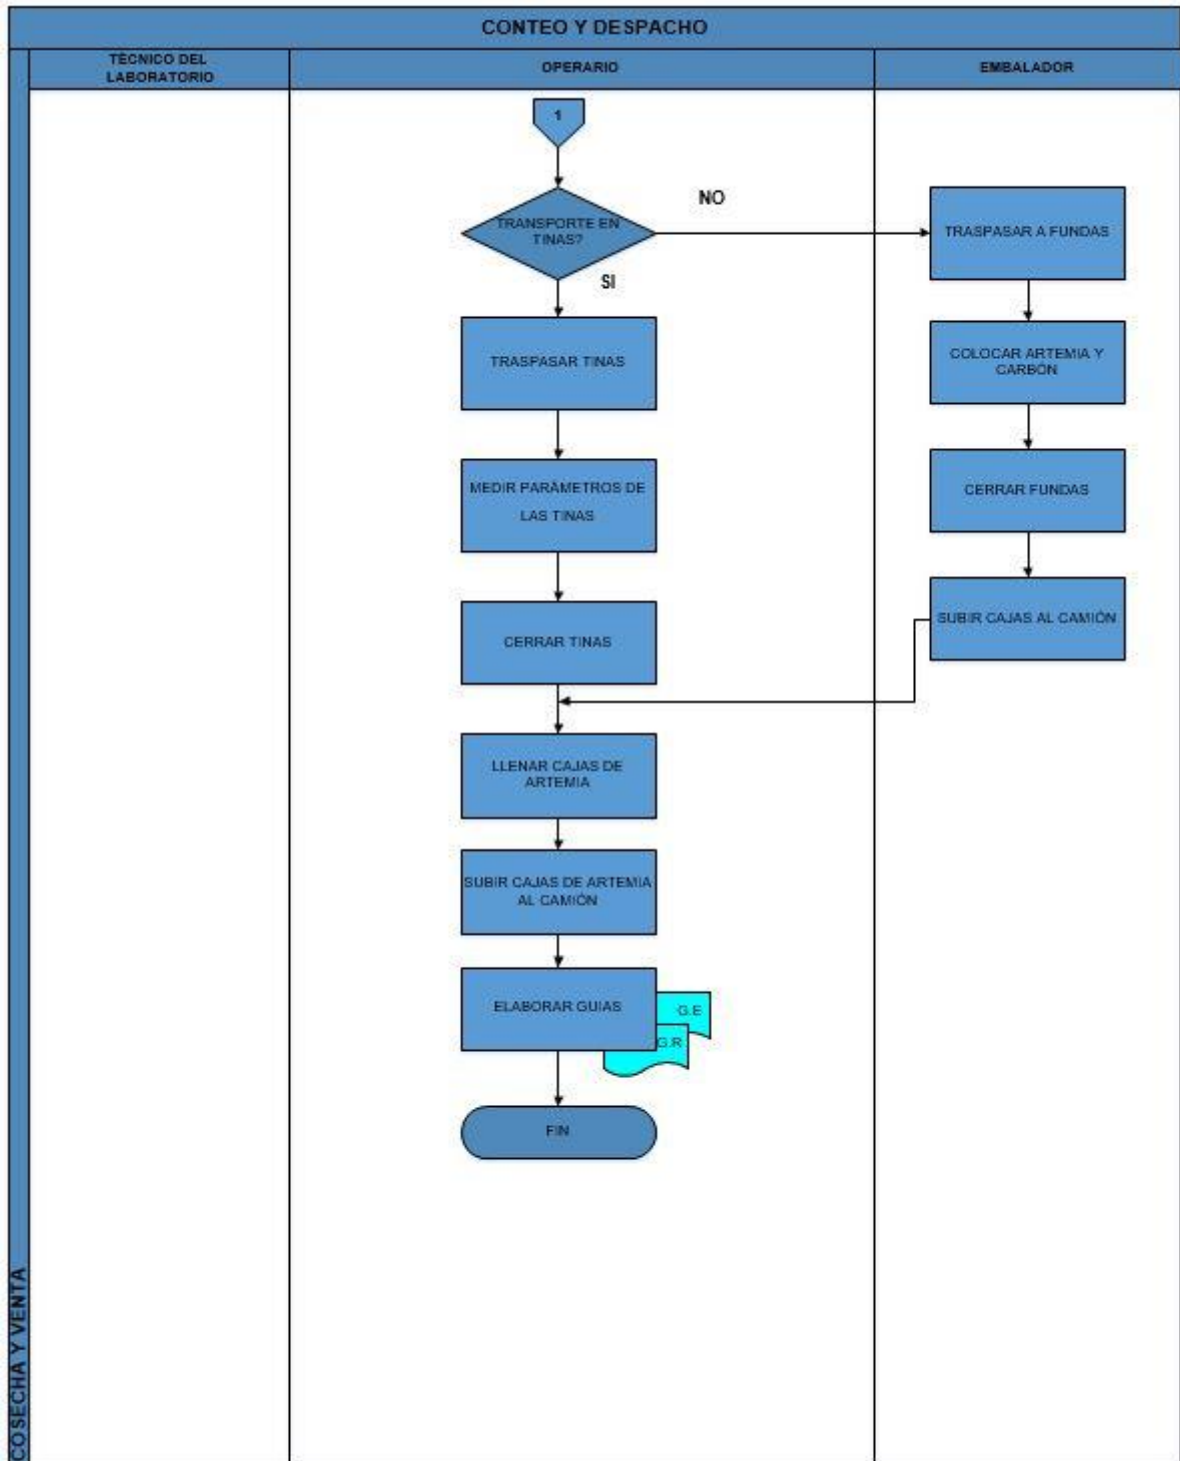 CONTEO Y DESPACHO
TÉCNICO DEL
LABORATORIO
OPERARIO
EMBALADOR
COSECHA Y VENTA
1
TRANSPORTE EN
TINAS?
NO
SI
TRASPASAR A FUNDAS
COLOCAR ARTEMIA Y
CARBÓN
CERRAR FUNDAS
SUBIR CAJAS AL CAMIÓN
TRASPASAR TINAS
MEDIR PARÁMETROS DE
LAS TINAS
CERRAR TINAS
LLENAR CAJAS DE
ARTEMIA
SUBIR CAJAS DE ARTEMIA
AL CAMIÓN
ELABORAR GUIAS
G.E
G.R
FIN